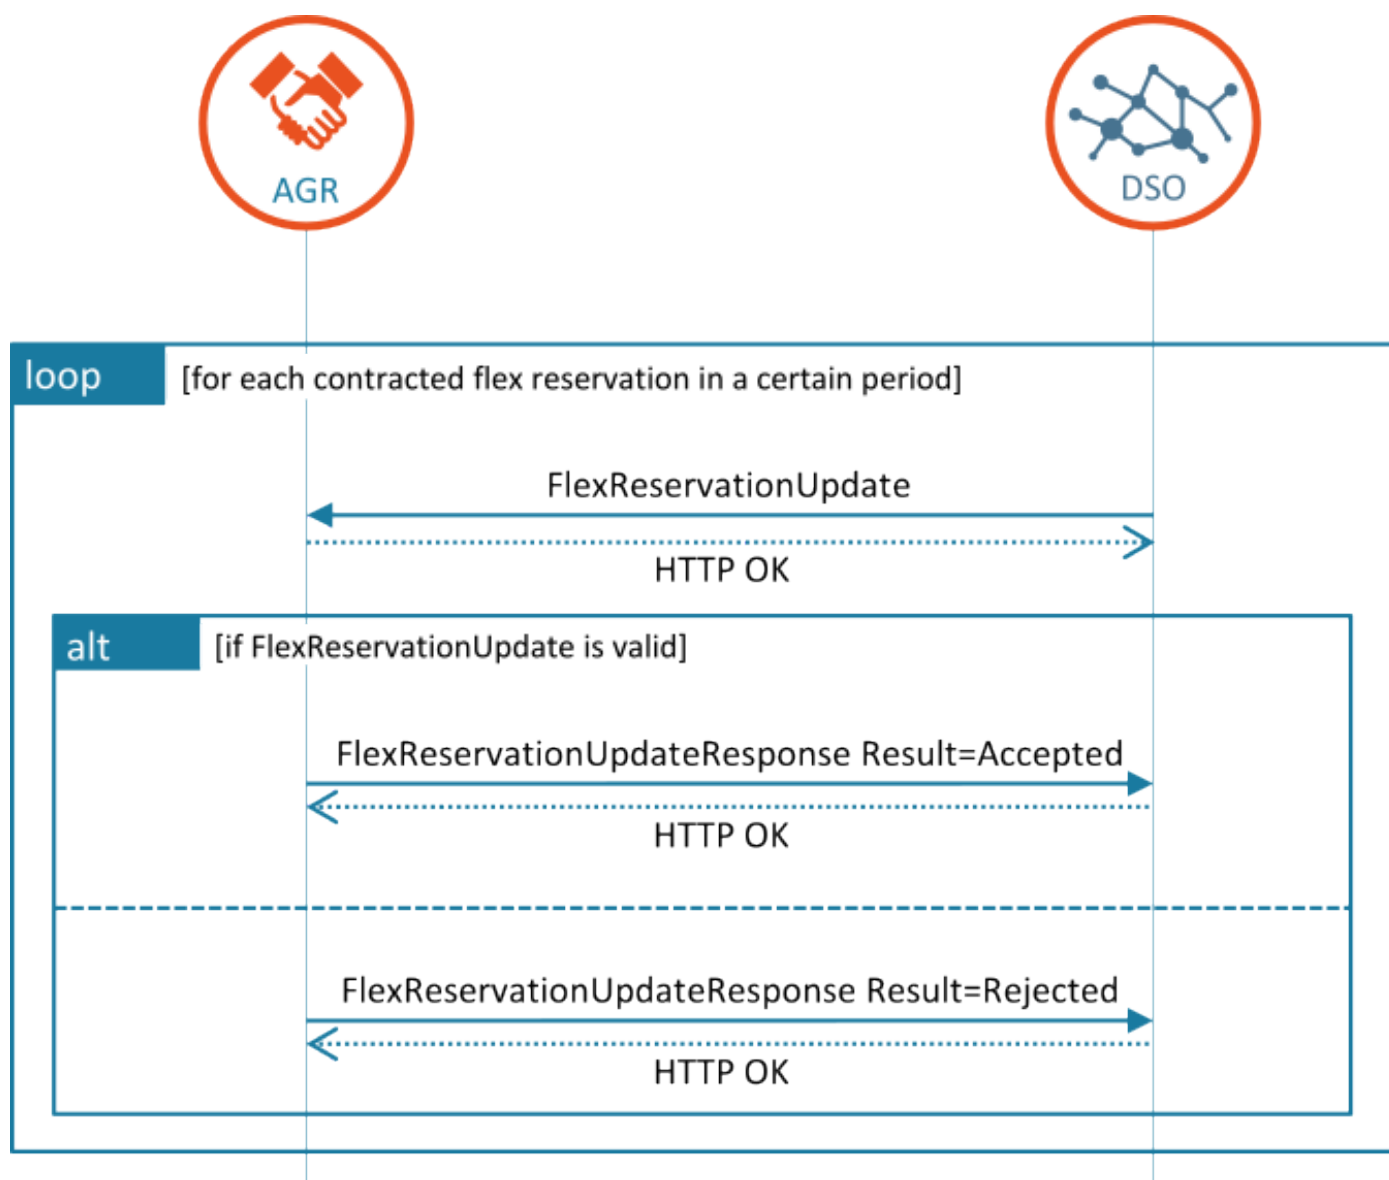 AGR
DSO
loop
[for each contracted flex reservation in a certain period]
FlexReservationUpdate
HTTP OK
alt
[if FlexReservationUpdate is valid]
FlexReservationUpdateResponse Result=Accepted
HTTP OK
FlexReservationUpdateResponse Result=Rejected
HTTP OK